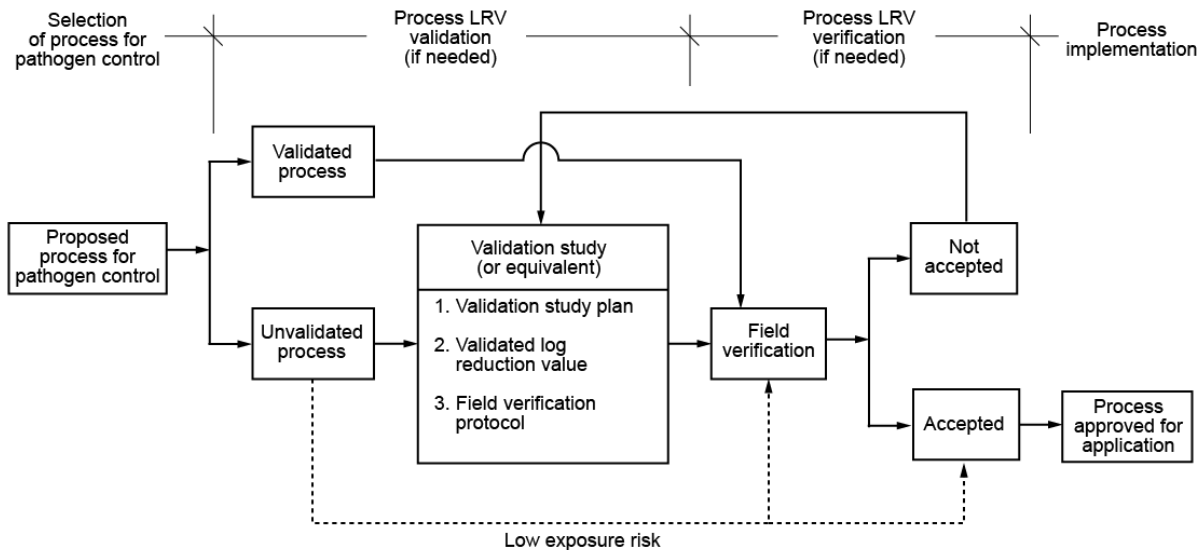 Selection
of process for
pathogen control
Process LRV
validation
(if needed)
Process LRV
verification
(if needed)
Process
implementation
Validated
process
Proposed
process for
pathogen control
Unvalidated
process
Validation study
(or equivalent)
1. Validation study plan
2. Validated log
reduction value
3. Field verification
protocol
Field
verification
Not
accepted
Accepted
Process
approved for
application
Low exposure risk